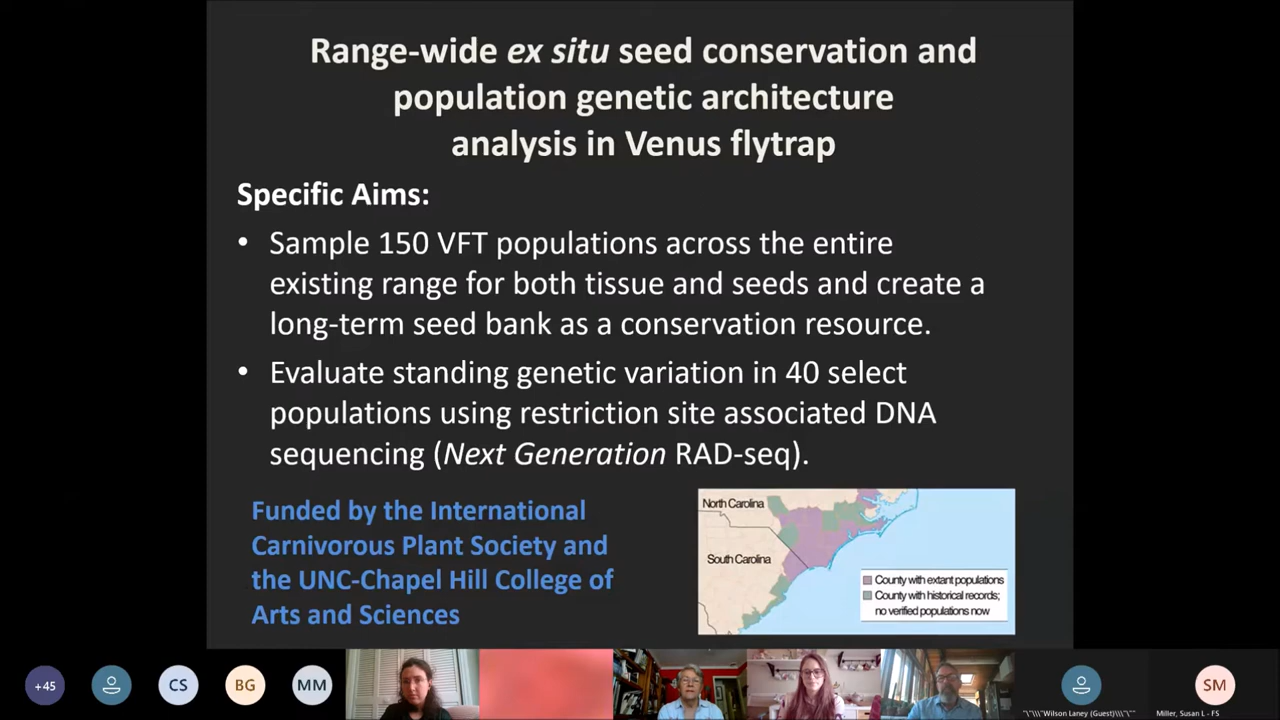 Range-wide ex situ seed conservation and
population genetic architecture
analysis in Venus flytrap
Specific Aims:
• Sample 150 VFT populations across the entire
existing range for both tissue and seeds and create a
long-term seed bank as a conservation resource.
• Evaluate standing genetic variation in 40 select
populations using restriction site associated DNA
sequencing (Next Generation RAD-seq).
Funded by the International
Carnivorous Plant Society and
the UNC-Chapel Hill College of
Arts and Sciences
North Carolina
South Carolina
County with extant populations
County with historical records;
no verified populations now
+45
CS
BG
MM
SM
"\"\\\"Wilson Laney (Guest)\\\"\""
Miller, Susan L - FS